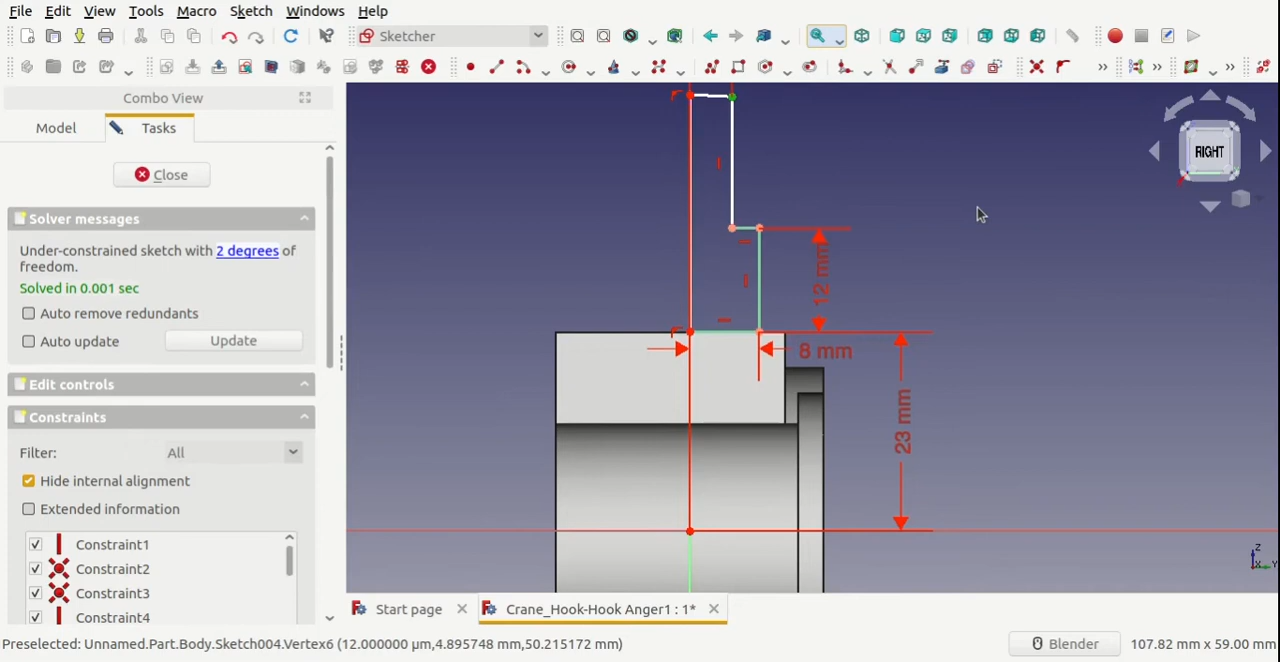 File Edit View Tools Macro Sketch Windows Help
Sketcher
Combo View
Model Tasks
Close
Solver messages
Under-constrained sketch with 2 degrees of
freedom.
Solved in 0.001 sec
Auto remove redundants
Auto update Update
Edit controls
Constraints
Filter: All
Hide internal alignment
Extended information
Constraint1
Constraint2
Constraint3
Constraint4
RIGHT
12 mm
8 mm
23 mm
Z
X Y
Start page Crane_Hook-Hook Anger1 : 1*
Preselected: Unnamed.Part.Body.Sketch004.Vertex6 (12.000000 µm,4.895748 mm,50.215172 mm) Blender 107.82 mm x 59.00 mm